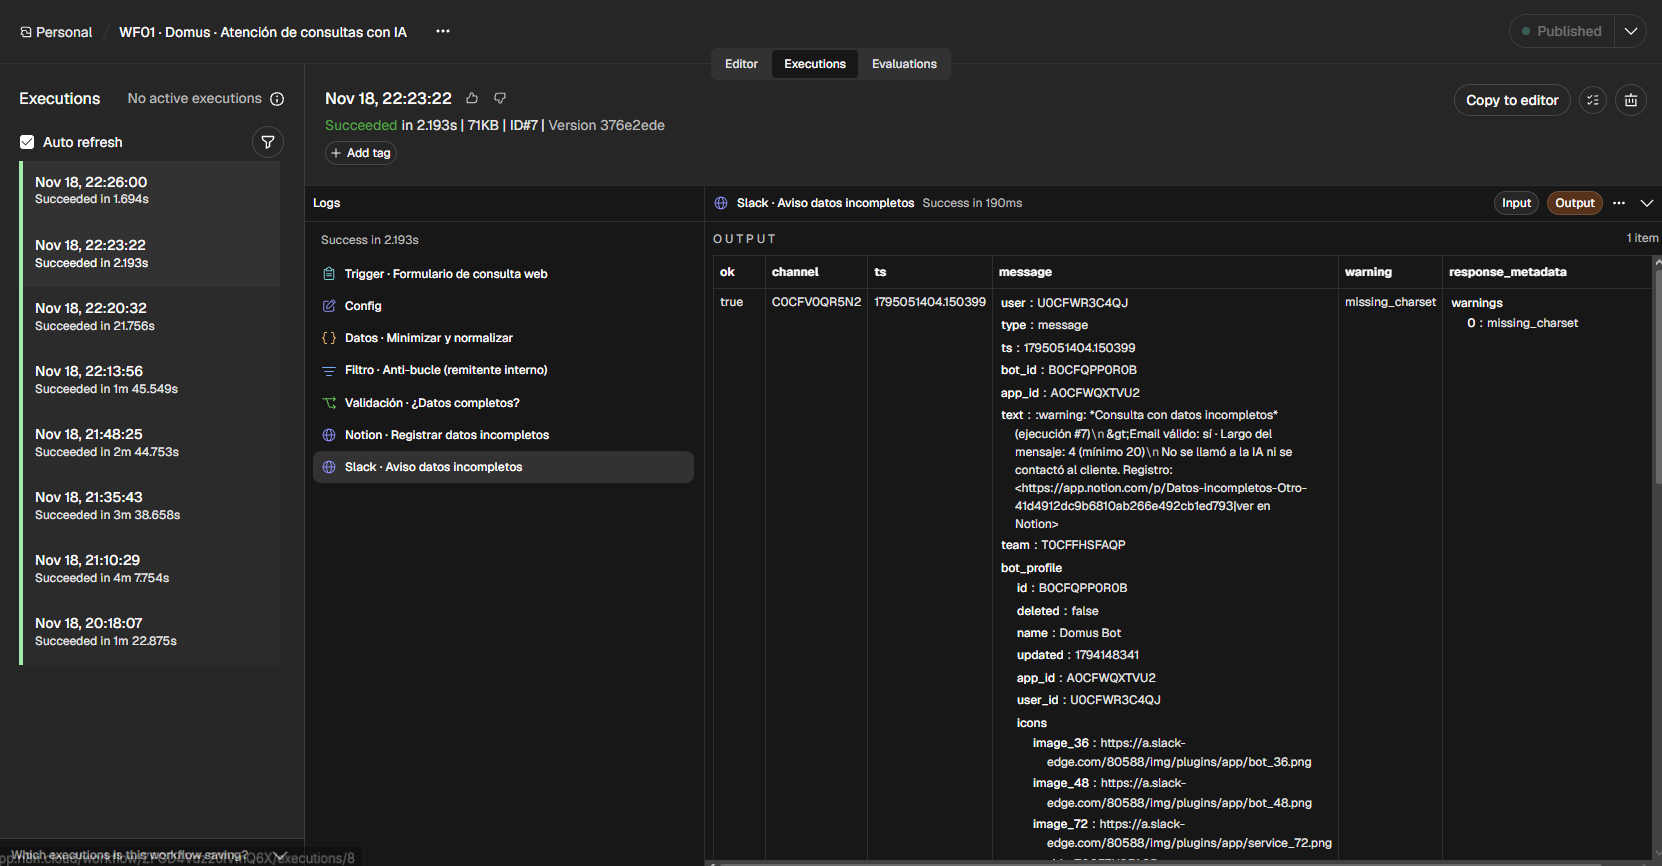 Personal / WF01 · Domus · Atención de consultas con IA ···
Published
Editor Executions Evaluations
Executions No active executions
Auto refresh
Nov 18, 22:26:00
Succeeded in 1.694s
Nov 18, 22:23:22
Succeeded in 2.193s
Nov 18, 22:20:32
Succeeded in 21.756s
Nov 18, 22:13:56
Succeeded in 1m 45.549s
Nov 18, 21:48:25
Succeeded in 2m 44.753s
Nov 18, 21:35:43
Succeeded in 3m 38.658s
Nov 18, 21:10:29
Succeeded in 4m 7.754s
Nov 18, 20:18:07
Succeeded in 1m 22.875s
Which executions is this workflow saving?
Nov 18, 22:23:22
Succeeded in 2.193s | 71KB | ID#7 | Version 376e2ede
+ Add tag
Copy to editor
Logs
Success in 2.193s
Trigger · Formulario de consulta web
Config
Datos · Minimizar y normalizar
Filtro · Anti-bucle (remitente interno)
Validación · ¿Datos completos?
Notion · Registrar datos incompletos
Slack · Aviso datos incompletos
Slack · Aviso datos incompletos Success in 190ms
Input Output ···
OUTPUT
1 item
ok channel ts message warning response_metadata
true C0CFV0QR5N2 1795051404.150399
user : U0CFWR3C4QJ
type : message
ts : 1795051404.150399
bot_id : B0CFQPP0R0B
app_id : A0CFWQXTVU2
text : :warning: *Consulta con datos incompletos*
(ejecución #7)\n &gt;Email válido: sí · Largo del
mensaje: 4 (mínimo 20)\n No se llamó a la IA ni se
contactó al cliente. Registro:
<https://app.notion.com/p/Datos-incompletos-Otro-
41d4912dc9b6810ab266e492cb1ed793|ver en
Notion>
team : T0CFFHSFAQP
bot_profile
id : B0CFQPP0R0B
deleted : false
name : Domus Bot
updated : 1794148341
app_id : A0CFWQXTVU2
user_id : U0CFWR3C4QJ
icons
image_36 : https://a.slack-
edge.com/80588/img/plugins/app/bot_36.png
image_48 : https://a.slack-
edge.com/80588/img/plugins/app/bot_48.png
image_72 : https://a.slack-
edge.com/80588/img/plugins/app/service_72.png
missing_charset
warnings
0 : missing_charset